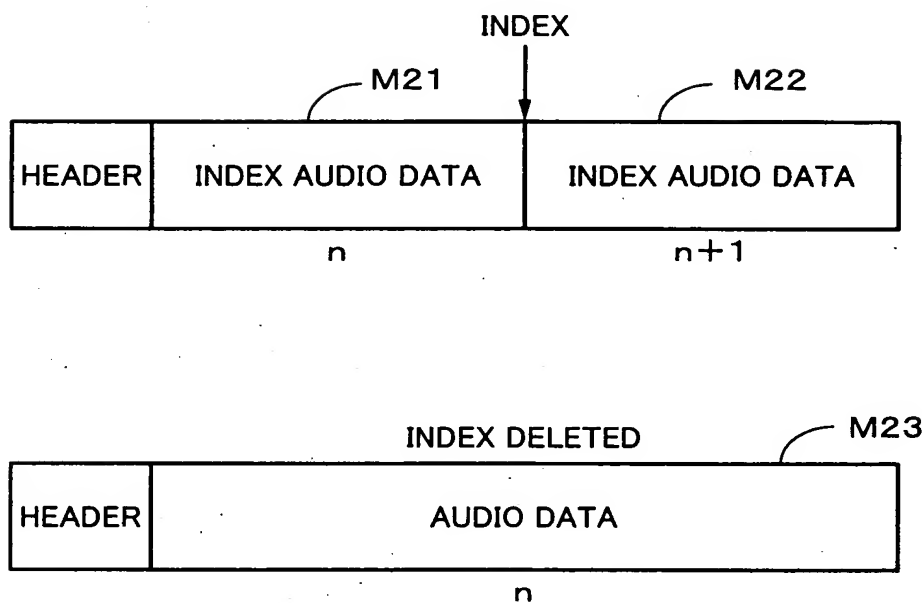 INDEX
M21
M22
HEADER INDEX AUDIO DATA INDEX AUDIO DATA
n n+1
INDEX DELETED
M23
HEADER AUDIO DATA
n